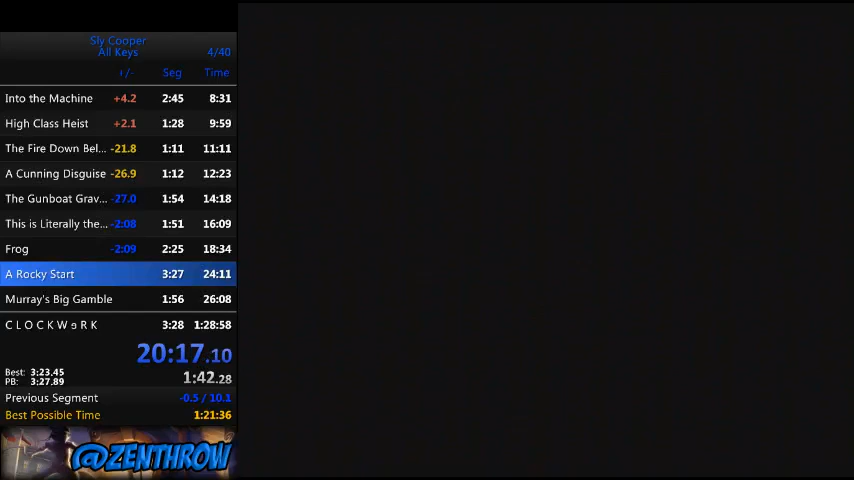 Sly Cooper
All Keys 4/40
+/- Seg Time
Into the Machine +4.2 2:45 8:31
High Class Heist +2.1 1:28 9:59
The Fire Down Bel... -21.8 1:11 11:11
A Cunning Disguise -26.9 1:12 12:23
The Gunboat Grav... -27.0 1:54 14:18
This is Literally the... -2:08 1:51 16:09
Frog -2:09 2:25 18:34
A Rocky Start 3:27 24:11
Murray's Big Gamble 1:56 26:08
C L O C K W ɘ R K 3:28 1:28:58
20:17.10
Best: 3:23.45
PB: 3:27.89
1:42.28
Previous Segment -0.5 / 10.1
Best Possible Time 1:21:36
@ZENTHROW